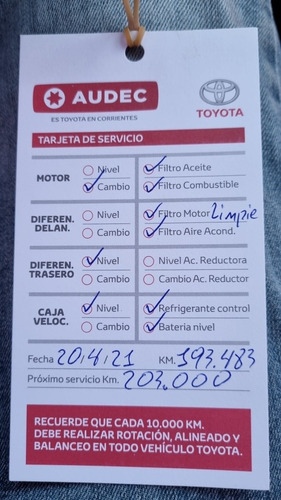 AUDEC
ES TOYOTA EN CORRIENTES
TOYOTA
TARJETA DE SERVICIO
MOTOR
Nivel
Cambio
Filtro Aceite
Filtro Combustible
DIFEREN.
DELAN.
Nivel
Cambio
Filtro Motor Limpie
Filtro Aire Acond.
DIFEREN.
TRASERO
Nivel
Cambio
Nivel Ac. Reductora
Cambio Ac. Reductor
CAJA
VELOC.
Nivel
Cambio
Refrigerante control
Bateria nivel
Fecha 20/4/21 KM. 193.483
Próximo servicio Km. 203.000
RECUERDE QUE CADA 10.000 KM.
DEBE REALIZAR ROTACIÓN, ALINEADO Y
BALANCEO EN TODO VEHÍCULO TOYOTA.